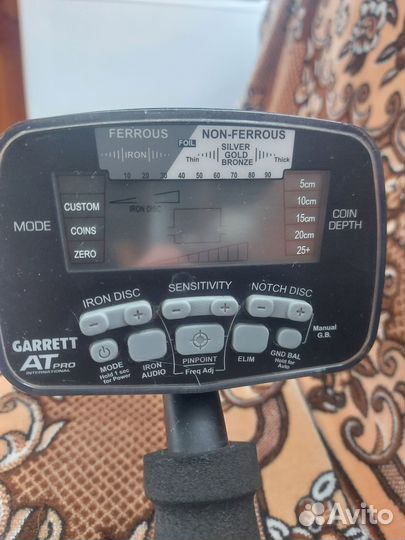 FERROUS
FOIL
NON-FERROUS
IRON
Thin
SILVER
GOLD
BRONZE
Thick
10 20 30 40 50 60 70 80 90
MODE
CUSTOM
COINS
ZERO
IRON DISC
5cm
10cm
15cm
20cm
25+
COIN
DEPTH
IRON DISC
SENSITIVITY
NOTCH DISC
- +
- +
- +
GARRETT
AT PRO
INTERNATIONAL
MODE
Hold 1 sec
for Power
IRON
AUDIO
PINPOINT
Freq Adj
ELIM
GND BAL
Hold for
Auto
Manual
G.B.
Avito